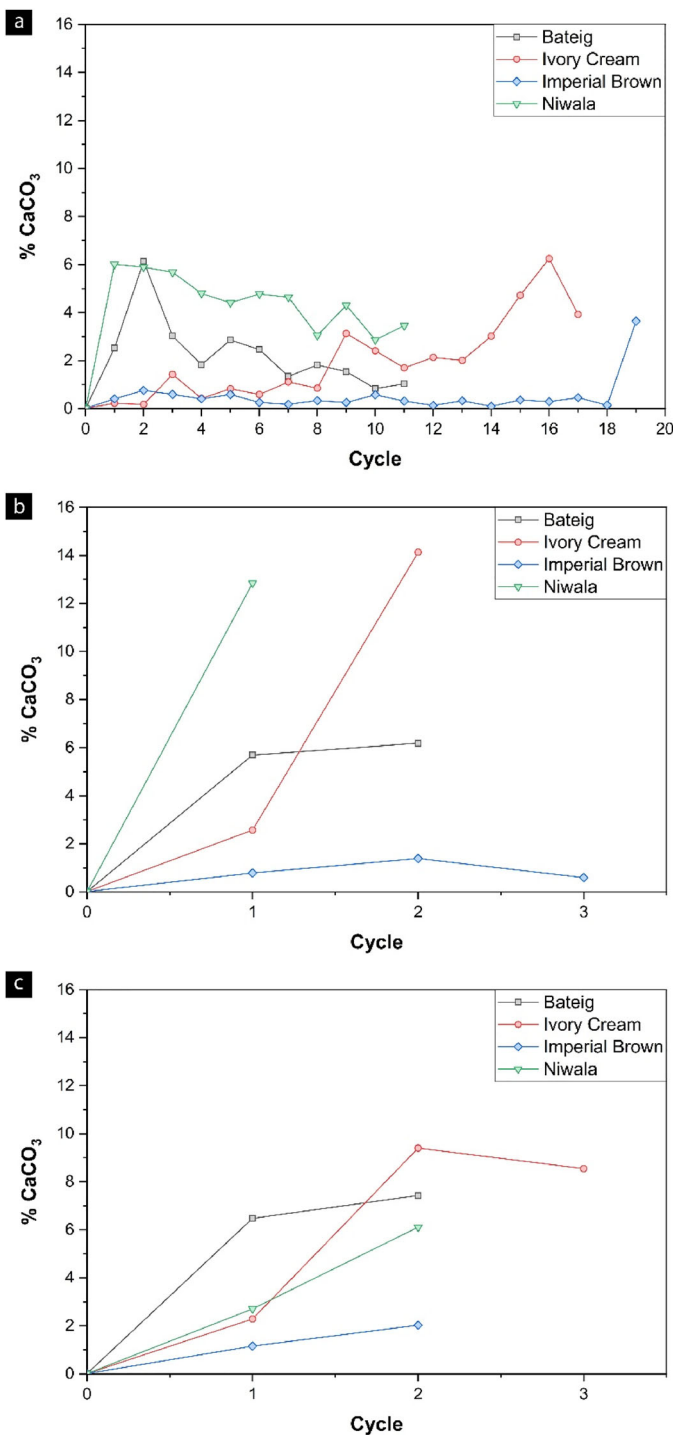 a
16
14
12
10
8
6
4
2
0
% CaCO3
0 2 4 6 8 10 12 14 16 18 20
Cycle
Bateig
Ivory Cream
Imperial Brown
Niwala
b
16
14
12
10
8
6
4
2
0
% CaCO3
0 1 2 3
Cycle
Bateig
Ivory Cream
Imperial Brown
Niwala
c
16
14
12
10
8
6
4
2
0
% CaCO3
0 1 2 3
Cycle
Bateig
Ivory Cream
Imperial Brown
Niwala